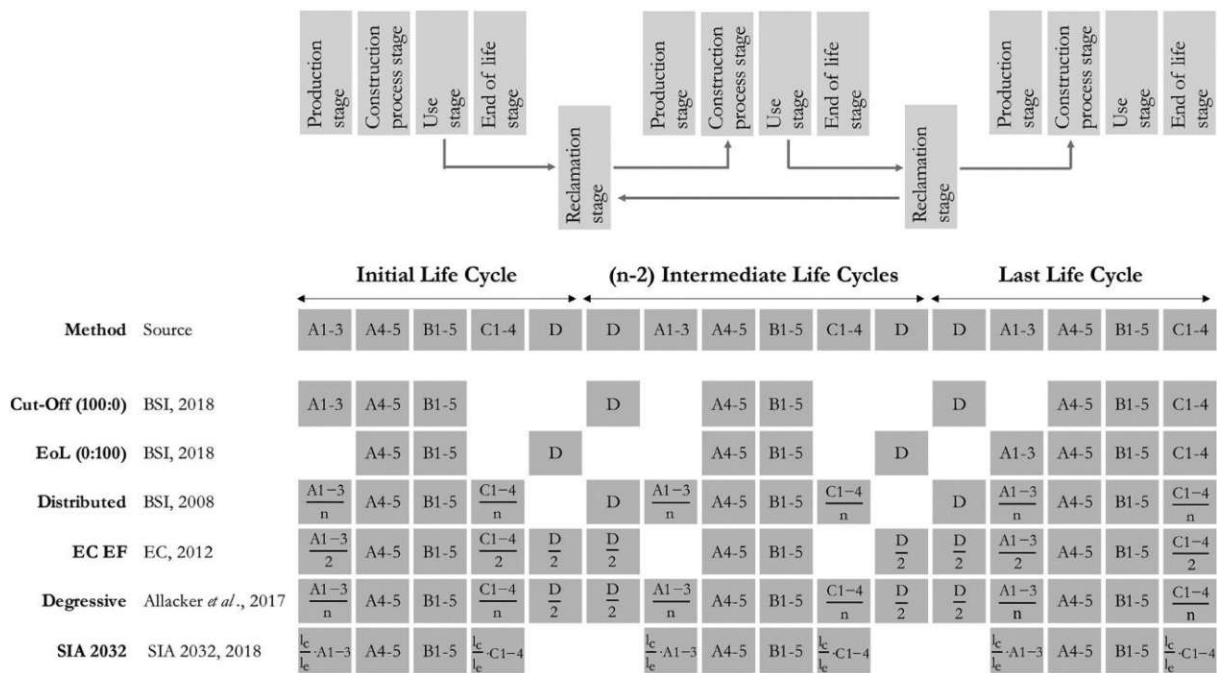 Production stage
Construction process stage
Use stage
End of life stage
Reclamation stage
Production stage
Construction process stage
Use stage
End of life stage
Reclamation stage
Production stage
Construction process stage
Use stage
End of life stage
Initial Life Cycle (n-2) Intermediate Life Cycles Last Life Cycle
Method Source A1-3 A4-5 B1-5 C1-4 D D A1-3 A4-5 B1-5 C1-4 D D A1-3 A4-5 B1-5 C1-4
Cut-Off (100:0) BSI, 2018 A1-3 A4-5 B1-5 D A4-5 B1-5 D A4-5 B1-5 C1-4
EoL (0:100) BSI, 2018 A4-5 B1-5 D A4-5 B1-5 D A1-3 A4-5 B1-5 C1-4
Distributed BSI, 2008 A1−3/n A4-5 B1-5 C1−4/n D A1−3/n A4-5 B1-5 C1−4/n D A1−3/n A4-5 B1-5 C1−4/n
EC EF EC, 2012 A1−3/2 A4-5 B1-5 C1−4/2 D/2 D/2 A4-5 B1-5 D/2 D/2 A1−3/2 A4-5 B1-5 C1−4/2
Degressive Allacker et al., 2017 A1−3/n A4-5 B1-5 C1−4/n D/2 D/2 A1−3/n A4-5 B1-5 C1−4/n D/2 D/2 A1−3/n A4-5 B1-5 C1−4/n
SIA 2032 SIA 2032, 2018 lc/le ·A1−3 A4-5 B1-5 lc/le ·C1−4 lc/le ·A1−3 A4-5 B1-5 lc/le ·C1−4 lc/le ·A1−3 A4-5 B1-5 lc/le ·C1−4